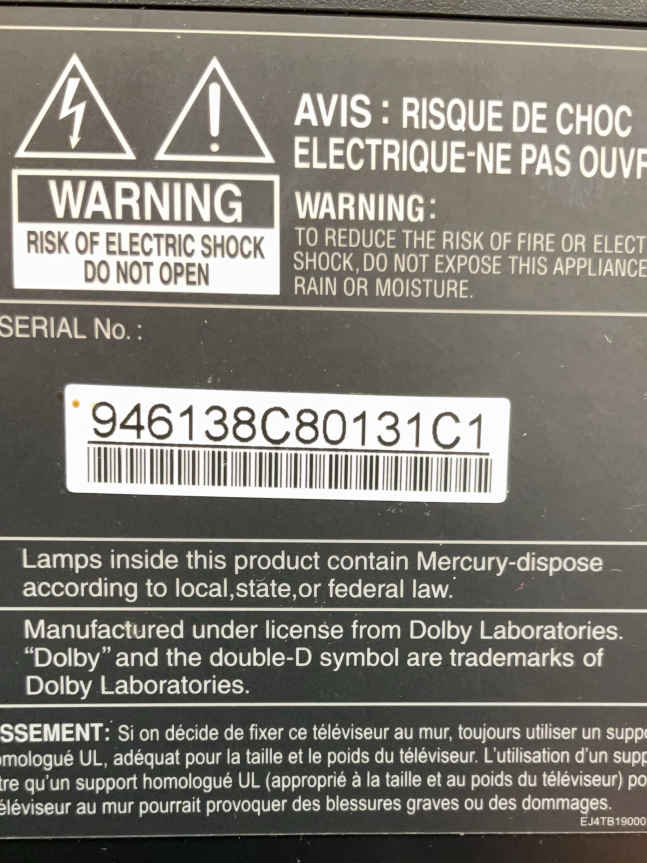 AVIS : RISQUE DE CHOC
ELECTRIQUE-NE PAS
WARNING
RISK OF ELECTRIC SHOCK
DO NOT OPEN
WARNING:
TO REDUCE THE RISK OF FIRE OR
SHOCK, DO NOT EXPOSE THIS APPLIANCE
RAIN OR MOISTURE.
SERIAL No. :
946138C80131C1
Lamps inside this product contain Mercury-dispose
according to local,state,or federal law.
Manufactured under license from Dolby Laboratories.
“Dolby” and the double-D symbol are trademarks of
Dolby Laboratories.
SSEMENT: Si on décide de fixer ce téléviseur au mur, toujours utiliser un
omologué UL, adéquat pour la taille et le poids du téléviseur. L'utilisation d'un
tre qu'un support homologué UL (approprié à la taille et au poids du téléviseur)
éléviseur au mur pourrait provoquer des blessures graves ou des dommages.
EJ4TB19000